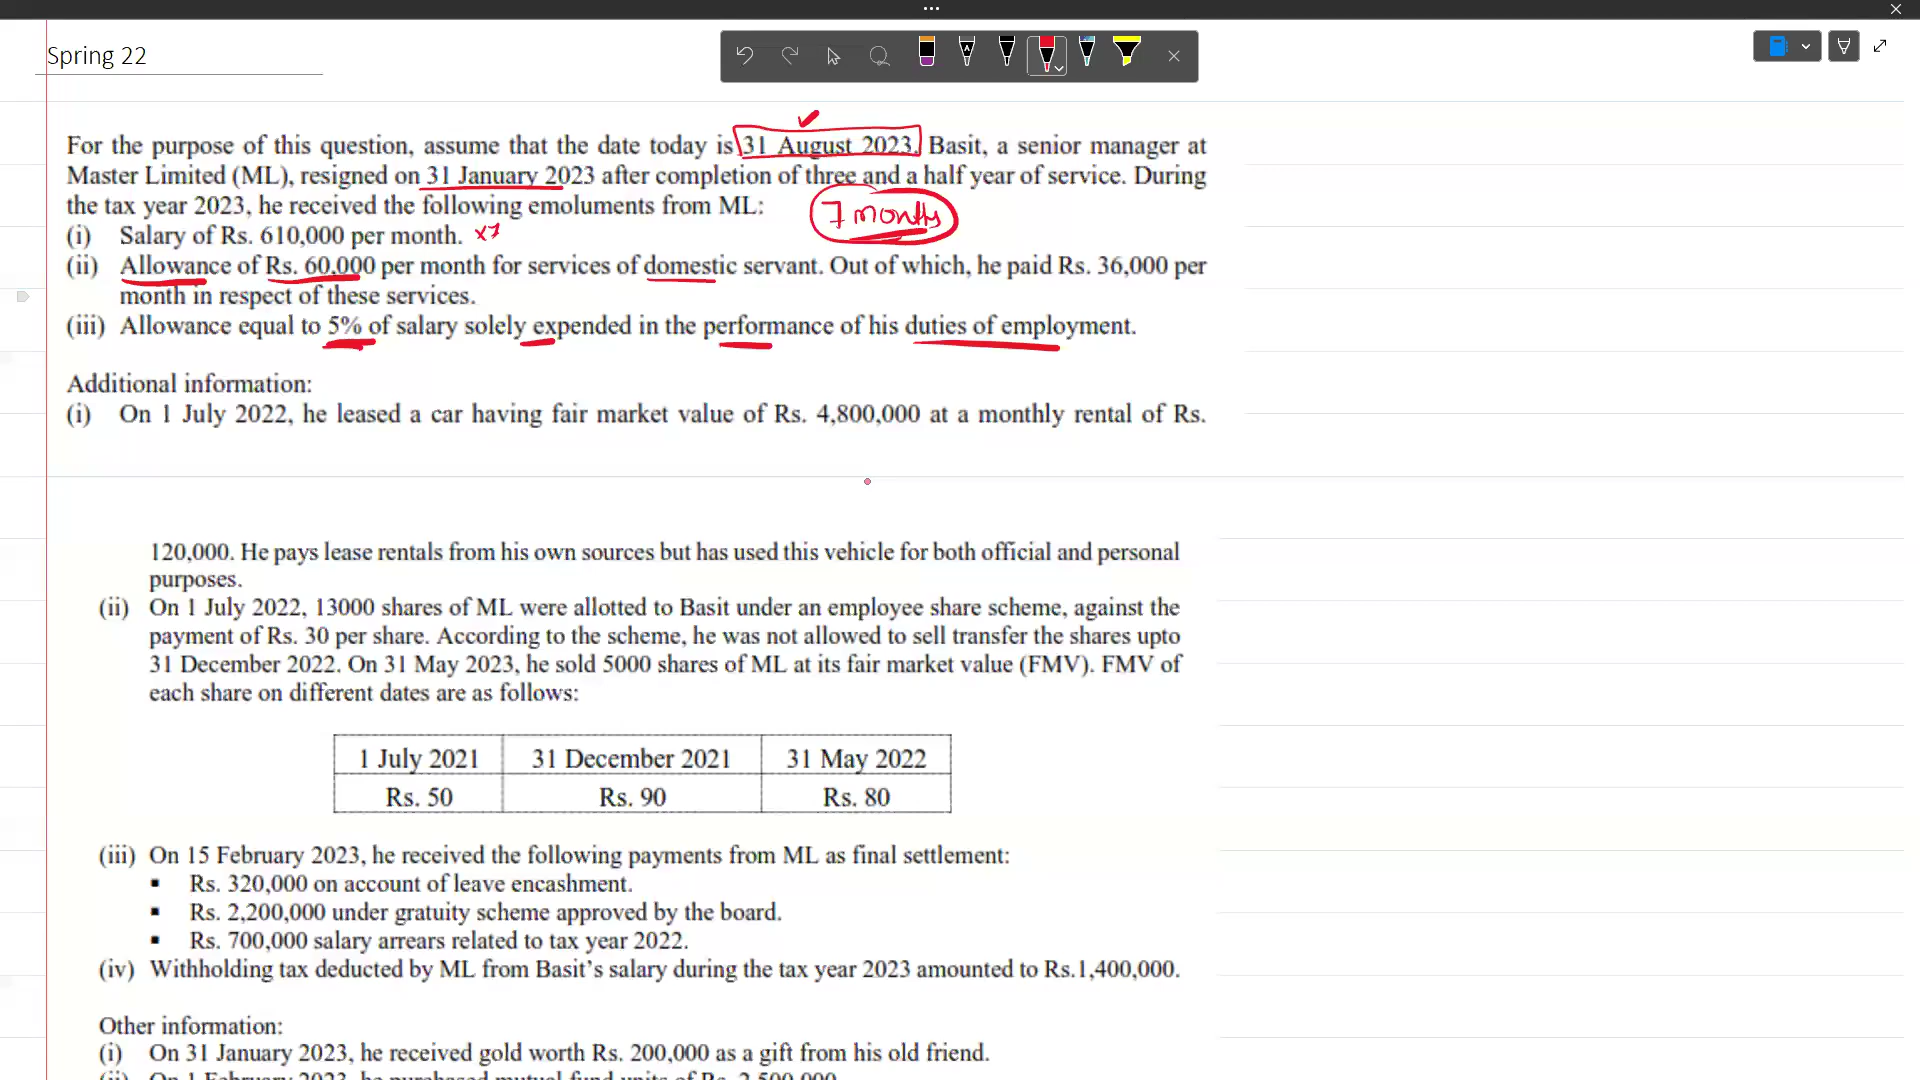 Spring 22
For the purpose of this question, assume that the date today is 31 August 2023. Basit, a senior manager at
Master Limited (ML), resigned on 31 January 2023 after completion of three and a half year of service. During
the tax year 2023, he received the following emoluments from ML:
7 months
(i) Salary of Rs. 610,000 per month. x7
(ii) Allowance of Rs. 60,000 per month for services of domestic servant. Out of which, he paid Rs. 36,000 per
month in respect of these services.
(iii) Allowance equal to 5% of salary solely expended in the performance of his duties of employment.
Additional information:
(i) On 1 July 2022, he leased a car having fair market value of Rs. 4,800,000 at a monthly rental of Rs.
120,000. He pays lease rentals from his own sources but has used this vehicle for both official and personal
purposes.
(ii) On 1 July 2022, 13000 shares of ML were allotted to Basit under an employee share scheme, against the
payment of Rs. 30 per share. According to the scheme, he was not allowed to sell transfer the shares upto
31 December 2022. On 31 May 2023, he sold 5000 shares of ML at its fair market value (FMV). FMV of
each share on different dates are as follows:
1 July 2021 31 December 2021 31 May 2022
Rs. 50 Rs. 90 Rs. 80
(iii) On 15 February 2023, he received the following payments from ML as final settlement:
▪ Rs. 320,000 on account of leave encashment.
▪ Rs. 2,200,000 under gratuity scheme approved by the board.
▪ Rs. 700,000 salary arrears related to tax year 2022.
(iv) Withholding tax deducted by ML from Basit's salary during the tax year 2023 amounted to Rs.1,400,000.
Other information:
(i) On 31 January 2023, he received gold worth Rs. 200,000 as a gift from his old friend.
(ii) On 1 February 2023, he purchased mutual fund units of Rs. 2,500,000